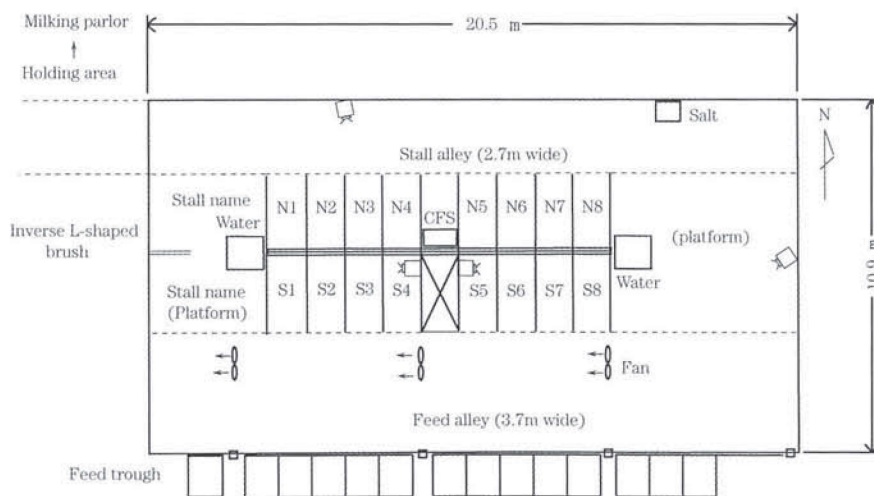 Milking parlor
20.5 m
Holding area
Salt
N
Stall alley (2.7m wide)
Stall name
N1 N2 N3 N4 N5 N6 N7 N8
Water
CFS
Inverse L-shaped
brush
(platform)
10.9 m
Stall name
S1 S2 S3 S4 S5 S6 S7 S8
Water
(Platform)
Fan
Feed alley (3.7m wide)
Feed trough